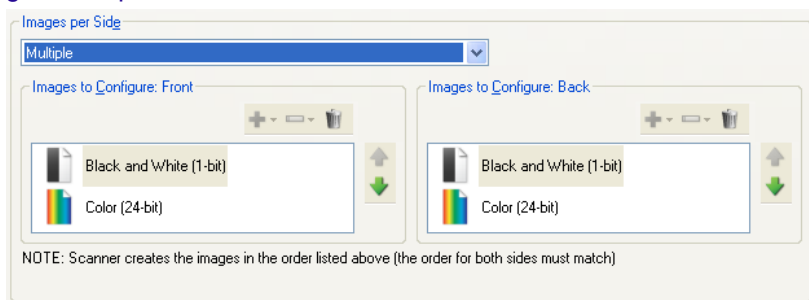 Images per Side
Multiple
Images to Configure: Front
Images to Configure: Back
Black and White (1-bit)
Color (24-bit)
Black and White (1-bit)
Color (24-bit)
NOTE: Scanner creates the images in the order listed above (the order for both sides must match)